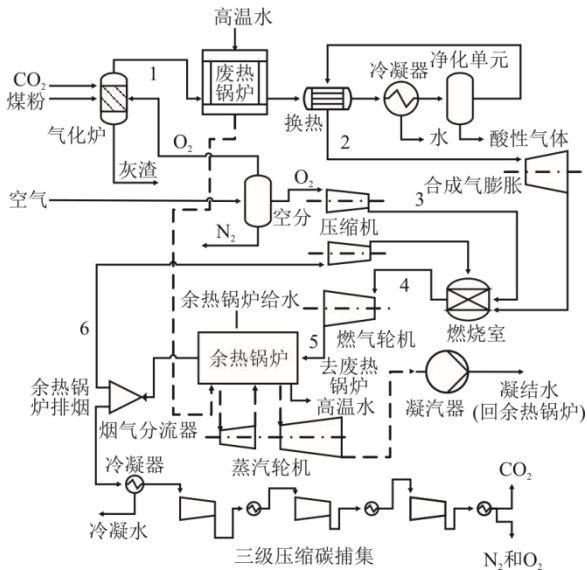 高温水
CO₂
煤粉
1
废热
锅炉
冷凝器
净化单元
气化炉
换热
水
酸性气体
O₂
灰渣
2
合成气膨胀
空气
O₂
空分
3
压缩机
N₂
4
余热锅炉给水
燃气轮机
燃烧室
5
6
余热锅炉
去废热
锅炉
高温水
凝汽器
凝结水
(回余热锅炉)
余热锅
炉排烟
烟气分流器
蒸汽轮机
冷凝器
冷凝水
CO₂
三级压缩碳捕集
N₂和O₂